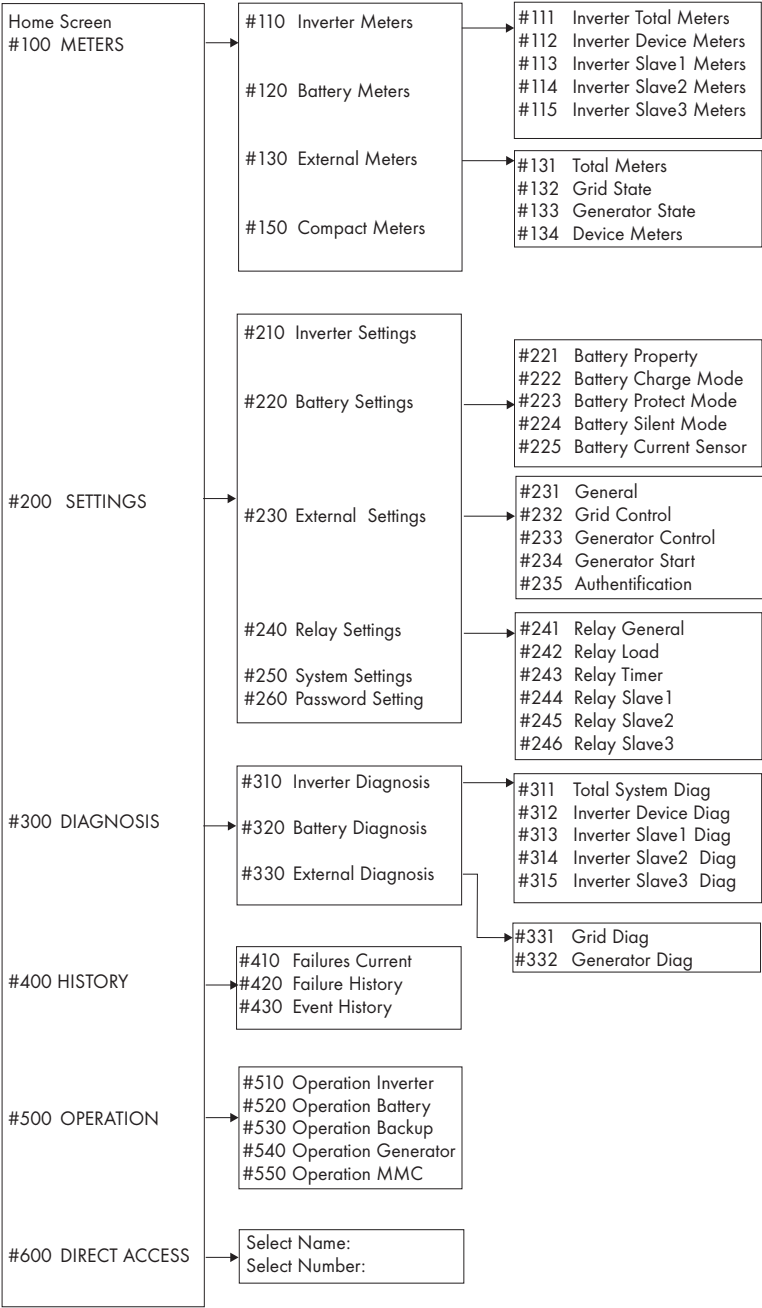 Home Screen
#100 METERS
#110 Inverter Meters
#120 Battery Meters
#130 External Meters
#150 Compact Meters
#111 Inverter Total Meters
#112 Inverter Device Meters
#113 Inverter Slave1 Meters
#114 Inverter Slave2 Meters
#115 Inverter Slave3 Meters
#131 Total Meters
#132 Grid State
#133 Generator State
#134 Device Meters
#200 SETTINGS
#210 Inverter Settings
#220 Battery Settings
#230 External Settings
#240 Relay Settings
#250 System Settings
#260 Password Setting
#221 Battery Property
#222 Battery Charge Mode
#223 Battery Protect Mode
#224 Battery Silent Mode
#225 Battery Current Sensor
#231 General
#232 Grid Control
#233 Generator Control
#234 Generator Start
#235 Authentification
#241 Relay General
#242 Relay Load
#243 Relay Timer
#244 Relay Slave1
#245 Relay Slave2
#246 Relay Slave3
#300 DIAGNOSIS
#310 Inverter Diagnosis
#320 Battery Diagnosis
#330 External Diagnosis
#311 Total System Diag
#312 Inverter Device Diag
#313 Inverter Slave1 Diag
#314 Inverter Slave2 Diag
#315 Inverter Slave3 Diag
#331 Grid Diag
#332 Generator Diag
#400 HISTORY
#410 Failures Current
#420 Failure History
#430 Event History
#500 OPERATION
#510 Operation Inverter
#520 Operation Battery
#530 Operation Backup
#540 Operation Generator
#550 Operation MMC
#600 DIRECT ACCESS
Select Name:
Select Number: